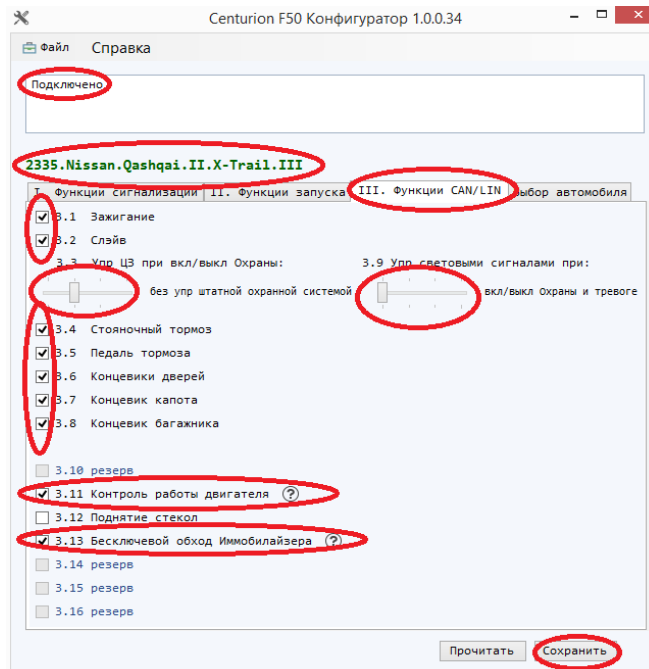 Centurion F50 Конфигуратор 1.0.0.34
Файл Справка
Подключено
2335.Nissan.Qashqai.II.X-Trail.III
I. Функции сигнализации II. Функции запуска III. Функции CAN/LIN Выбор автомобиля
3.1 Зажигание
3.2 Слэйв
3.3 Упр ЦЗ при вкл/выкл Охраны: 3.9 Упр световыми сигналами при:
без упр штатной охранной системой вкл/выкл Охраны и тревоге
3.4 Стояночный тормоз
3.5 Педаль тормоза
3.6 Концевики дверей
3.7 Концевик капота
3.8 Концевик багажника
3.10 резерв
3.11 Контроль работы двигателя ?
3.12 Поднятие стекол
3.13 Бесключевой обход Иммобилайзера ?
3.14 резерв
3.15 резерв
3.16 резерв
Прочитать Сохранить